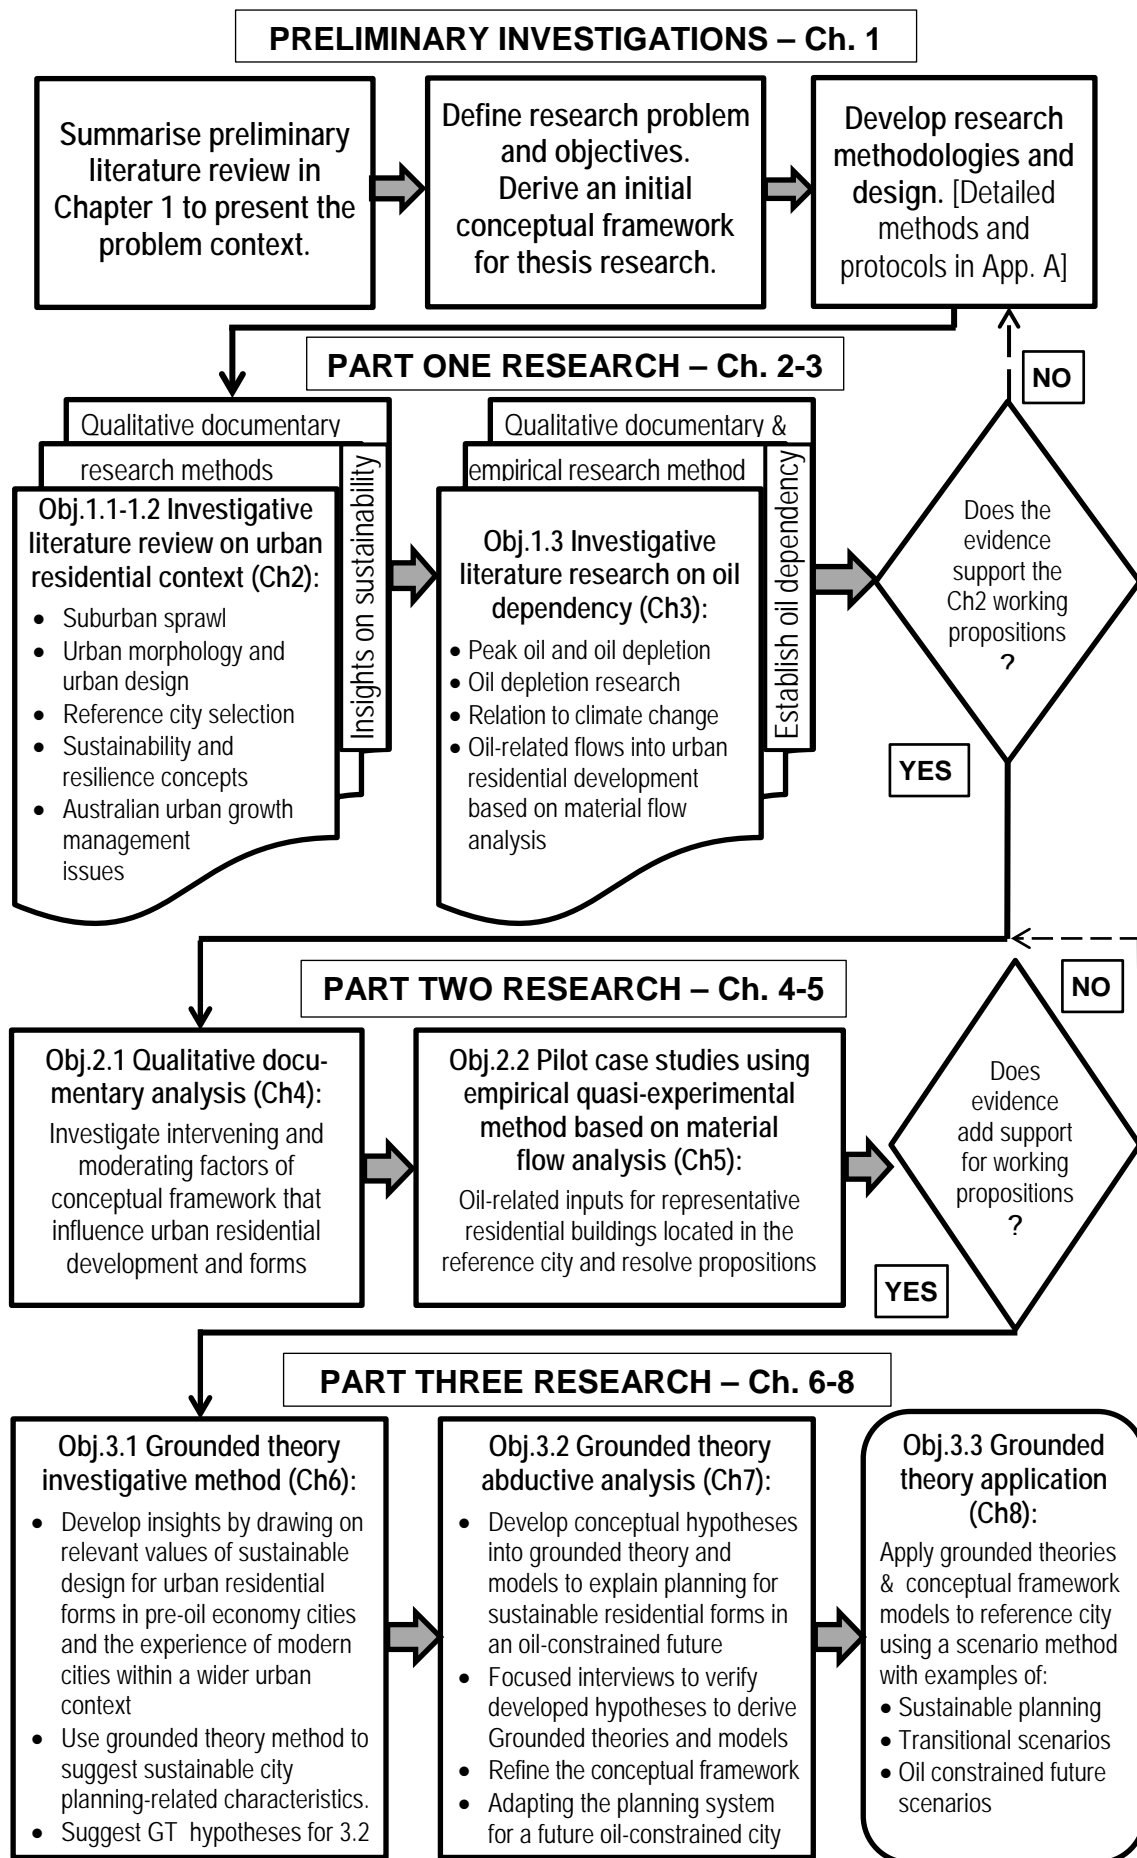 PRELIMINARY INVESTIGATIONS – Ch. 1
Summarise preliminary
literature review in
Chapter 1 to present the
problem context.
Define research problem
and objectives.
Derive an initial
conceptual framework
for thesis research.
Develop research
methodologies and
design. [Detailed
methods and
protocols in App. A]
PART ONE RESEARCH – Ch. 2-3
NO
Qualitative documentary
research methods
Insights on sustainability
Obj.1.1-1.2 Investigative
literature review on urban
residential context (Ch2):
• Suburban sprawl
• Urban morphology and
urban design
• Reference city selection
• Sustainability and
resilience concepts
• Australian urban growth
management
issues
Qualitative documentary &
empirical research method
Establish oil dependency
Obj.1.3 Investigative
literature research on oil
dependency (Ch3):
• Peak oil and oil depletion
• Oil depletion research
• Relation to climate change
• Oil-related flows into urban
residential development
based on material flow
analysis
Does the
evidence
support the
Ch2 working
propositions
?
YES
PART TWO RESEARCH – Ch. 4-5
NO
Obj.2.1 Qualitative docu-
mentary analysis (Ch4):
Investigate intervening and
moderating factors of
conceptual framework that
influence urban residential
development and forms
Obj.2.2 Pilot case studies using
empirical quasi-experimental
method based on material
flow analysis (Ch5):
Oil-related inputs for representative
residential buildings located in the
reference city and resolve propositions
Does
evidence
add support
for working
propositions
?
YES
PART THREE RESEARCH – Ch. 6-8
Obj.3.1 Grounded theory
investigative method (Ch6):
• Develop insights by drawing on
relevant values of sustainable
design for urban residential
forms in pre-oil economy cities
and the experience of modern
cities within a wider urban
context
• Use grounded theory method to
suggest sustainable city
planning-related characteristics.
• Suggest GT hypotheses for 3.2
Obj.3.2 Grounded theory
abductive analysis (Ch7):
• Develop conceptual hypotheses
into grounded theory and
models to explain planning for
sustainable residential forms in
an oil-constrained future
• Focused interviews to verify
developed hypotheses to derive
Grounded theories and models
• Refine the conceptual framework
• Adapting the planning system
for a future oil-constrained city
Obj.3.3 Grounded
theory application
(Ch8):
Apply grounded theories
& conceptual framework
models to reference city
using a scenario method
with examples of:
• Sustainable planning
• Transitional scenarios
• Oil constrained future
scenarios